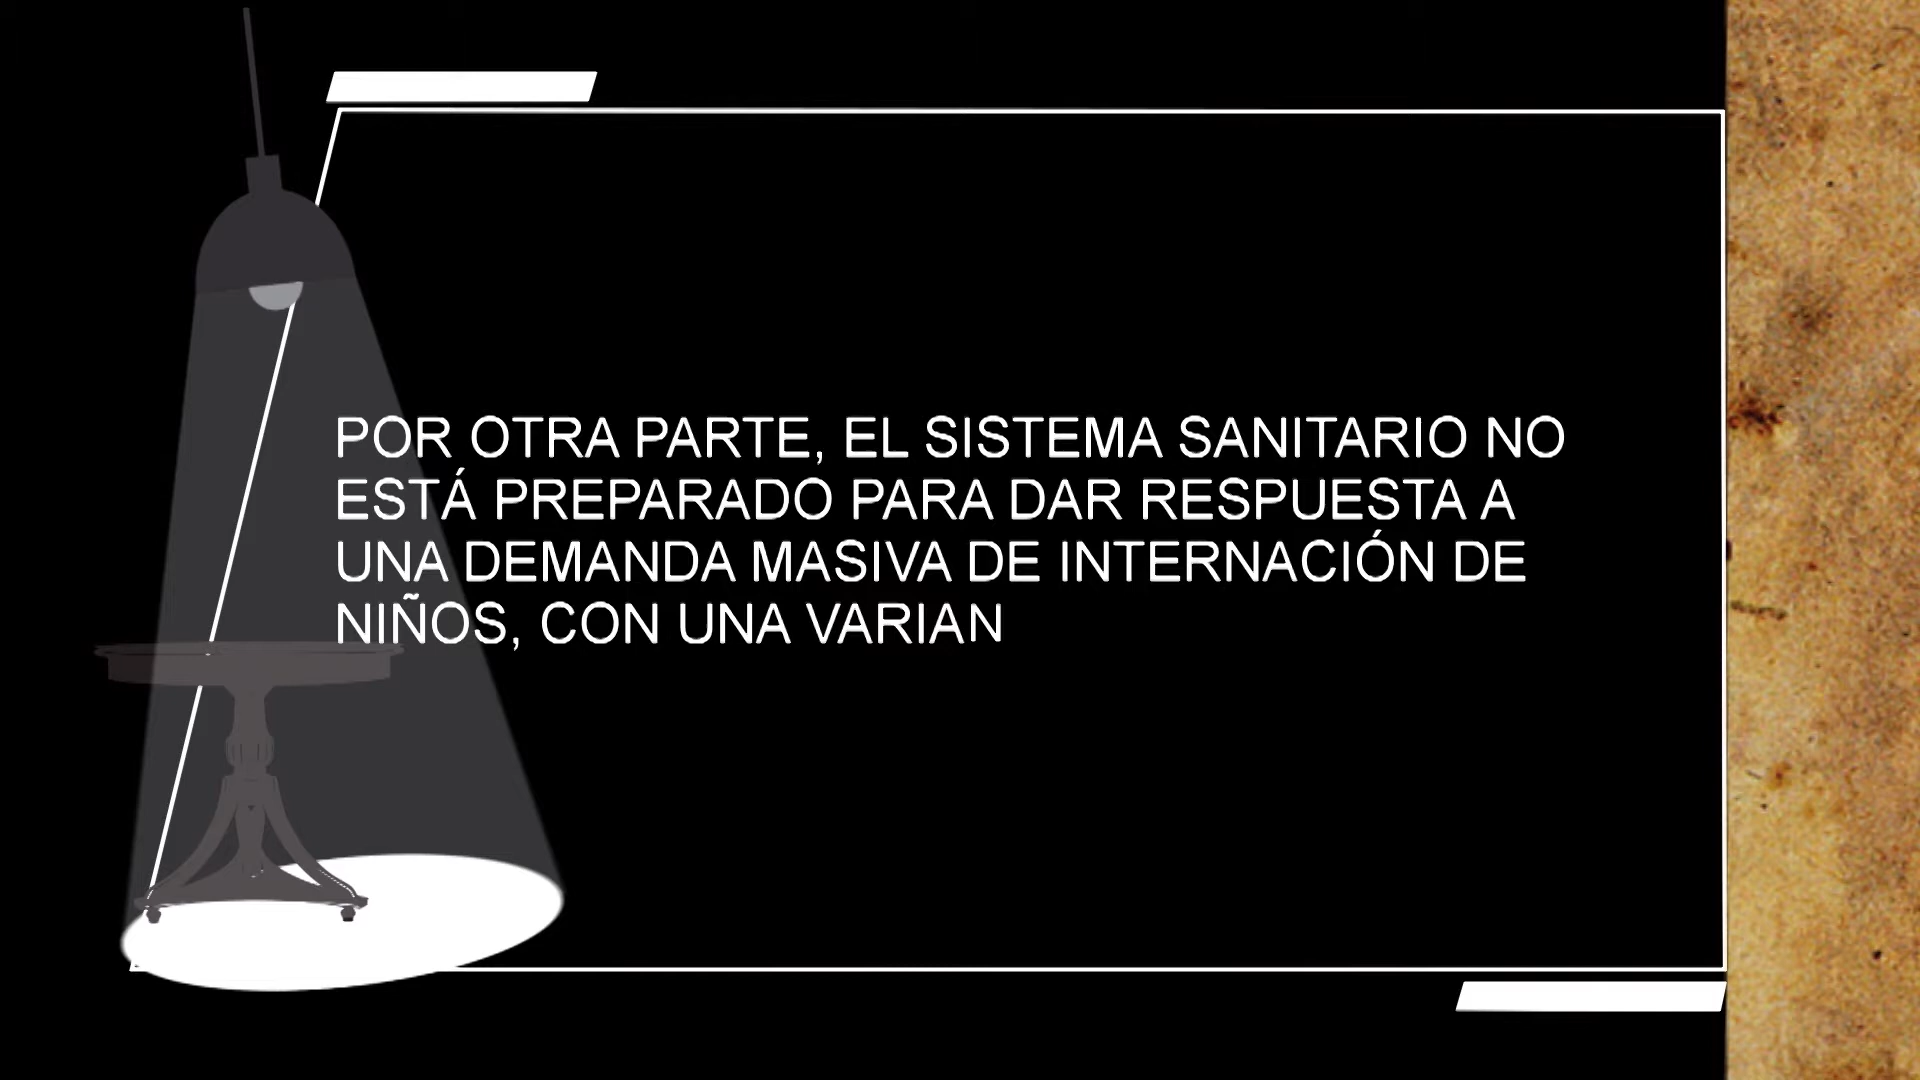 POR OTRA PARTE, EL SISTEMA SANITARIO NO
ESTÁ PREPARADO PARA DAR RESPUESTA A
UNA DEMANDA MASIVA DE INTERNACIÓN DE
NIÑOS, CON UNA VARIAN